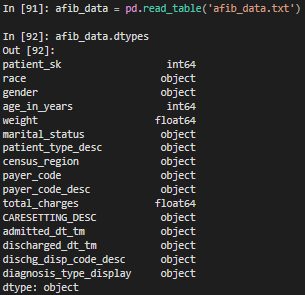 In [91]: afib_data = pd.read_table('afib_data.txt')
In [92]: afib_data.dtypes
Out [92]:
patient_sk int64
race object
gender object
age_in_years int64
weight float64
marital_status object
patient_type_desc object
census_region object
payer_code object
payer_code_desc object
total_charges float64
CARESETTING_DESC object
admitted_dt_tm object
discharged_dt_tm object
dischg_disp_code_desc object
diagnosis_type_display object
dtype: object